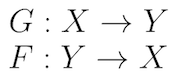 G : X → Y
F : Y → X